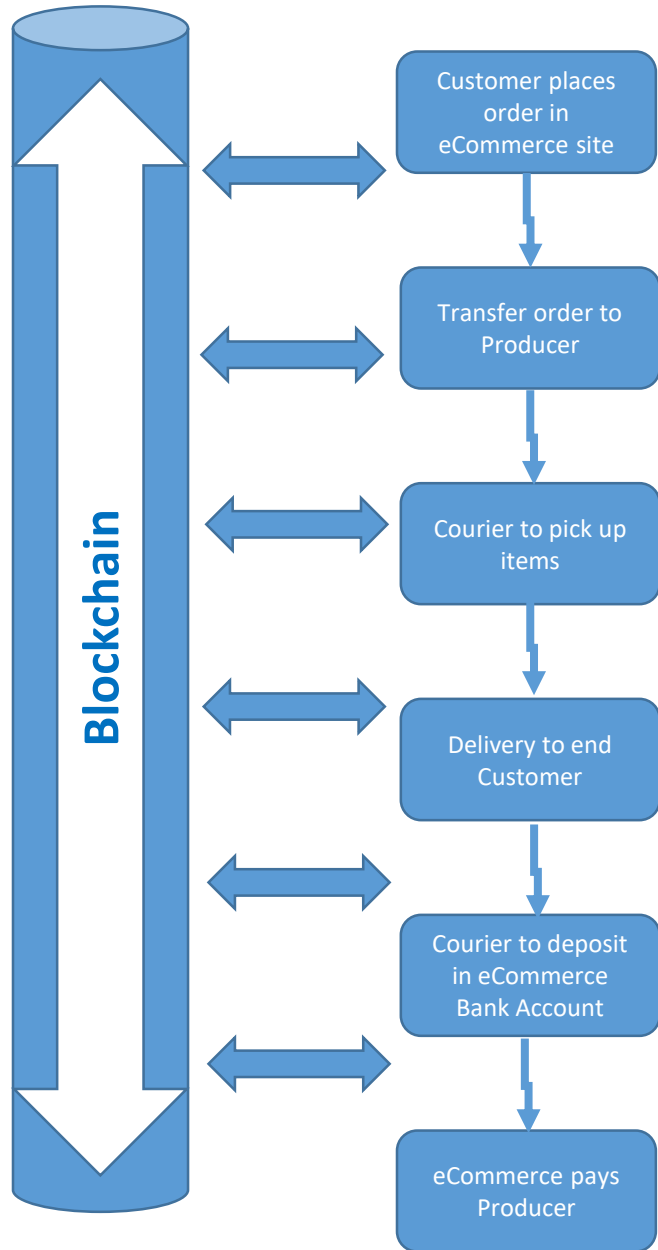 Customer places
order in
eCommerce site
Transfer order to
Producer
Courier to pick up
items
Blockchain
Delivery to end
Customer
Courier to deposit
in eCommerce
Bank Account
eCommerce pays
Producer